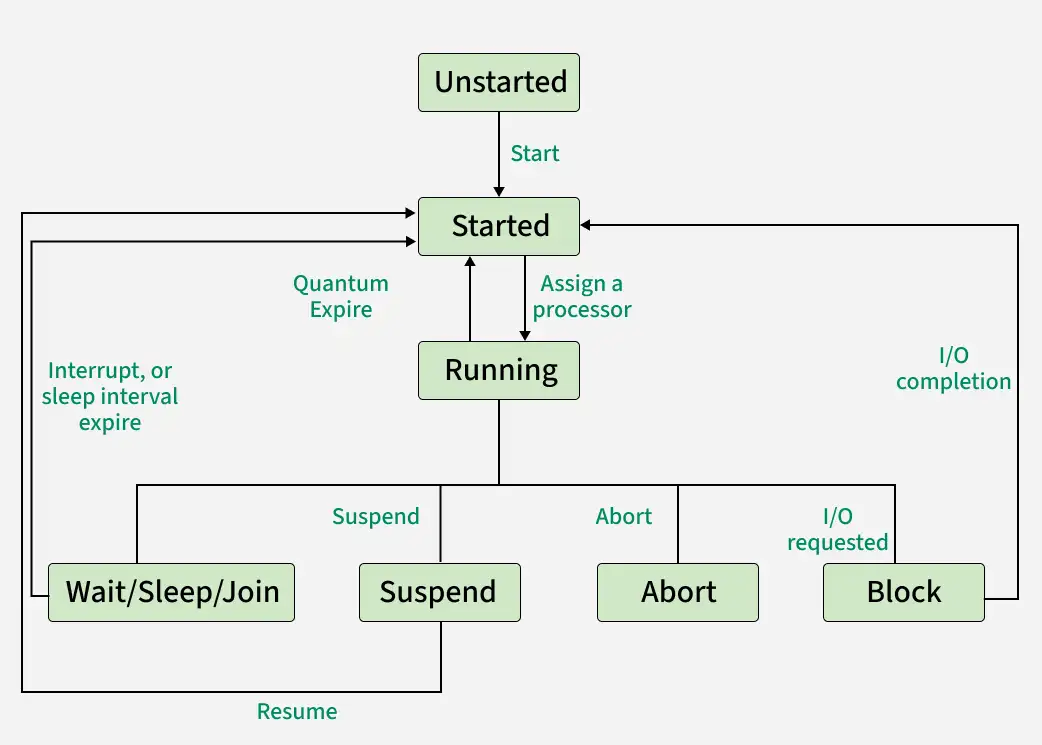 Unstarted
Start
Started
Quantum
Expire
Assign a
processor
Running
Interrupt, or
sleep interval
expire
I/O
completion
Suspend
Abort
I/O
requested
Wait/Sleep/Join
Suspend
Abort
Block
Resume